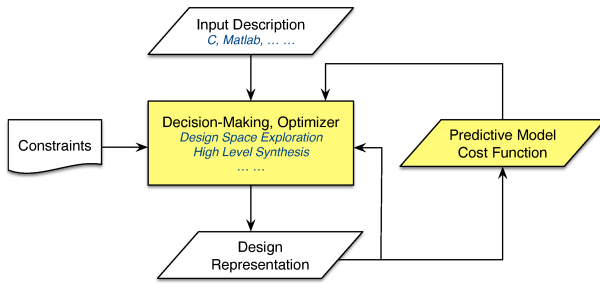 Input Description
C, Matlab, … …
Decision-Making, Optimizer
Design Space Exploration
High Level Synthesis
… …
Constraints
Predictive Model
Cost Function
Design
Representation